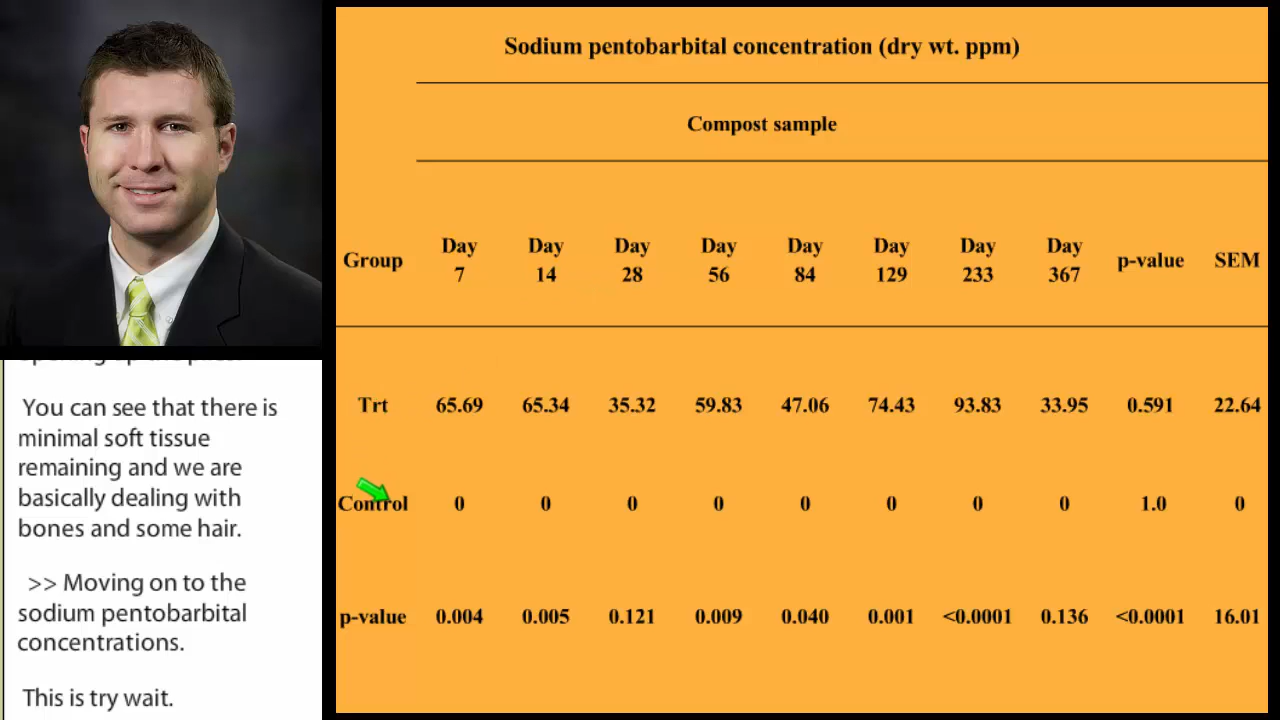 Sodium pentobarbital concentration (dry wt. ppm)
Compost sample
Group Day 7 Day 14 Day 28 Day 56 Day 84 Day 129 Day 233 Day 367 p-value SEM
Trt 65.69 65.34 35.32 59.83 47.06 74.43 93.83 33.95 0.591 22.64
Control 0 0 0 0 0 0 0 0 1.0 0
p-value 0.004 0.005 0.121 0.009 0.040 0.001 <0.0001 0.136 <0.0001 16.01
You can see that there is
minimal soft tissue
remaining and we are
basically dealing with
bones and some hair.
>> Moving on to the
sodium pentobarbital
concentrations.
This is try wait.